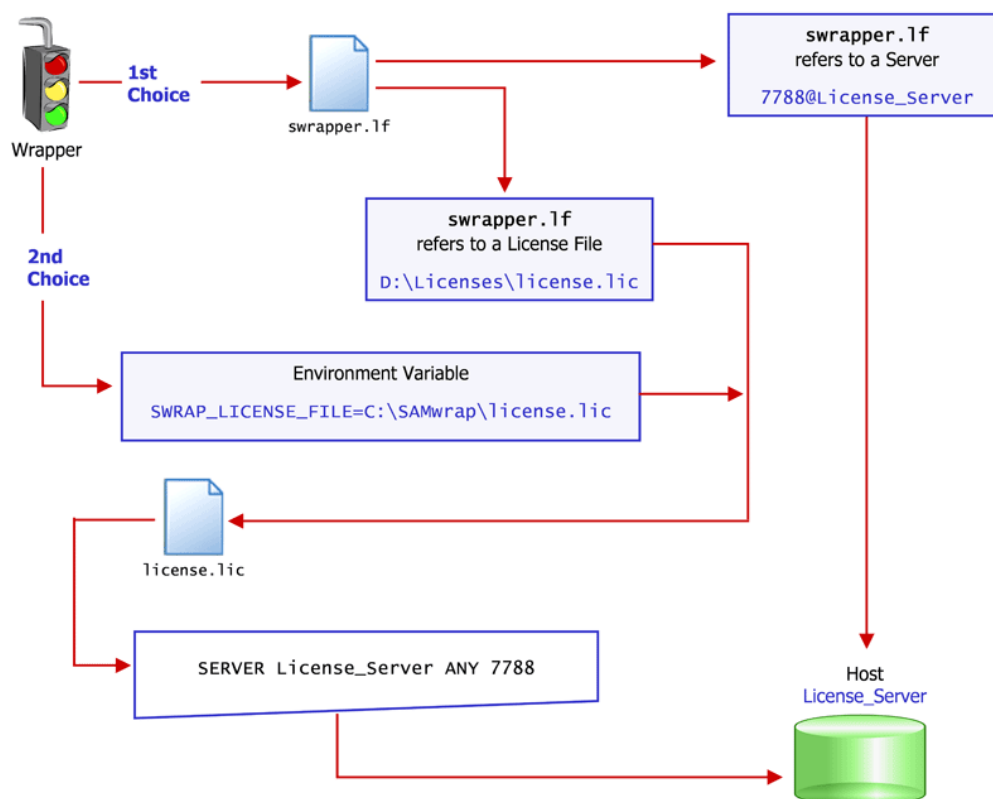 1st
Choice
Wrapper
swrapper.lf
swrapper.lf
refers to a Server
7788@License_Server
swrapper.lf
refers to a License File
D:\Licenses\license.lic
2nd
Choice
Environment Variable
SWRAP_LICENSE_FILE=C:\SAMwrap\license.lic
license.lic
SERVER License_Server ANY 7788
Host
License_Server